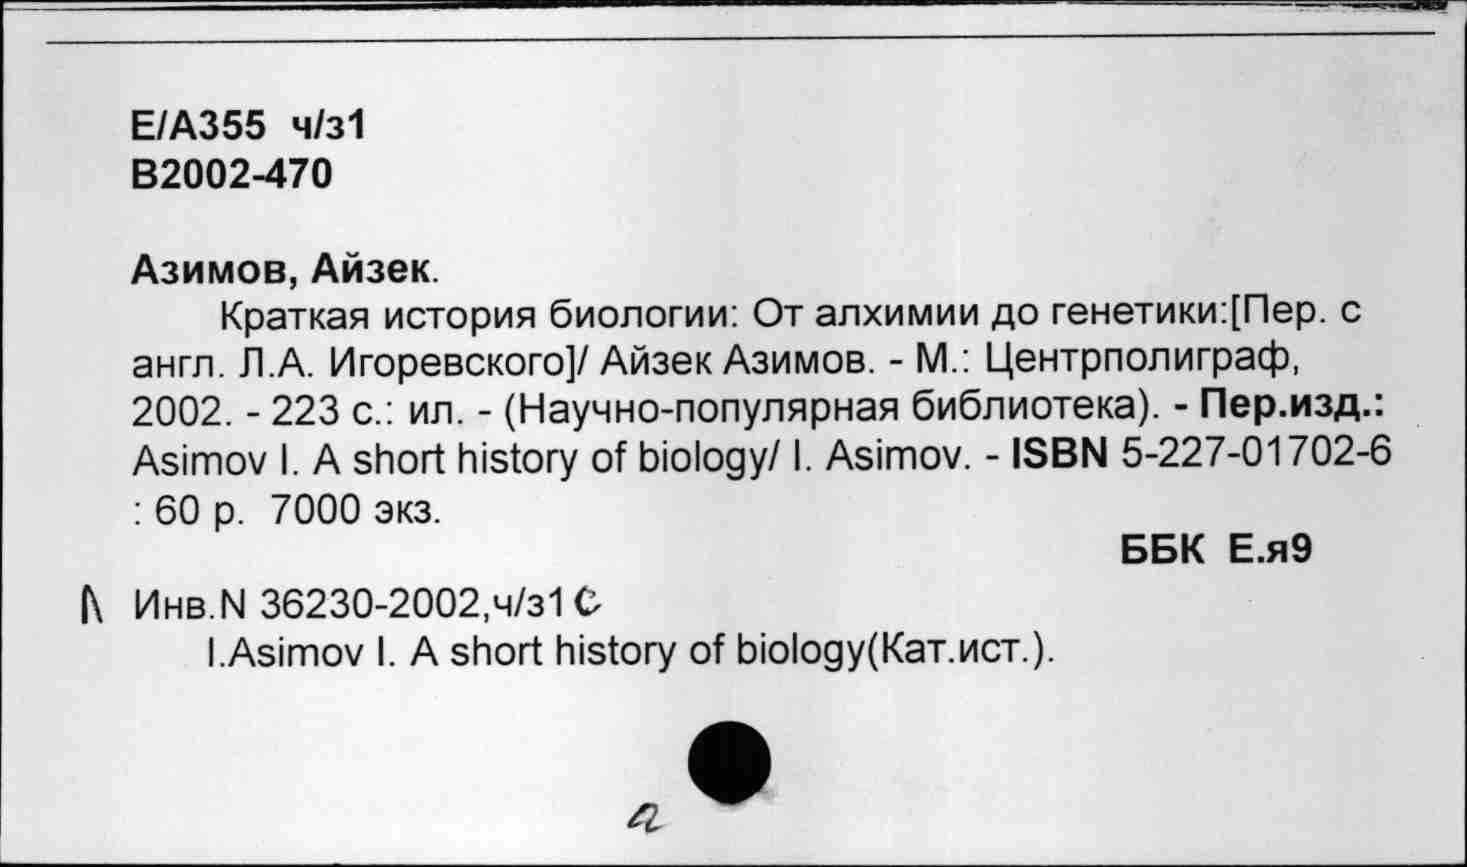 Е/А355 ч/з1
В2002-470
Азимов, Айзек.
Краткая история биологии: От алхимии до генетики:[Пер. с
англ. Л.А. Игоревского]/ Айзек Азимов. - М.: Центрполиграф,
2002. - 223 с.: ил. - (Научно-популярная библиотека). - Пер.изд.:
Asimov I. A short history of biology/ I. Asimov. - ISBN 5-227-01702-6
: 60 р. 7000 экз.
ББК Е.я9
Инв.N 36230-2002,ч/з1 С
I.Asimov I. A short history of biology(Кат.ист.).